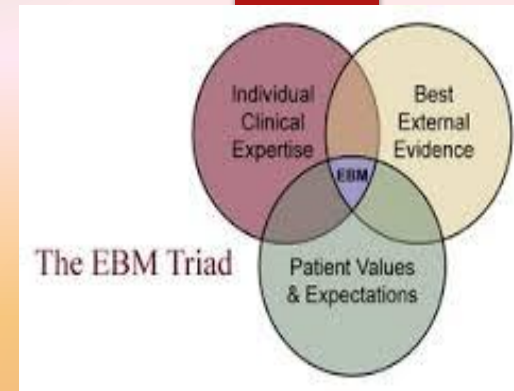 Individual
Clinical
Expertise
Best
External
Evidence
EBM
The EBM Triad
Patient Values
& Expectations